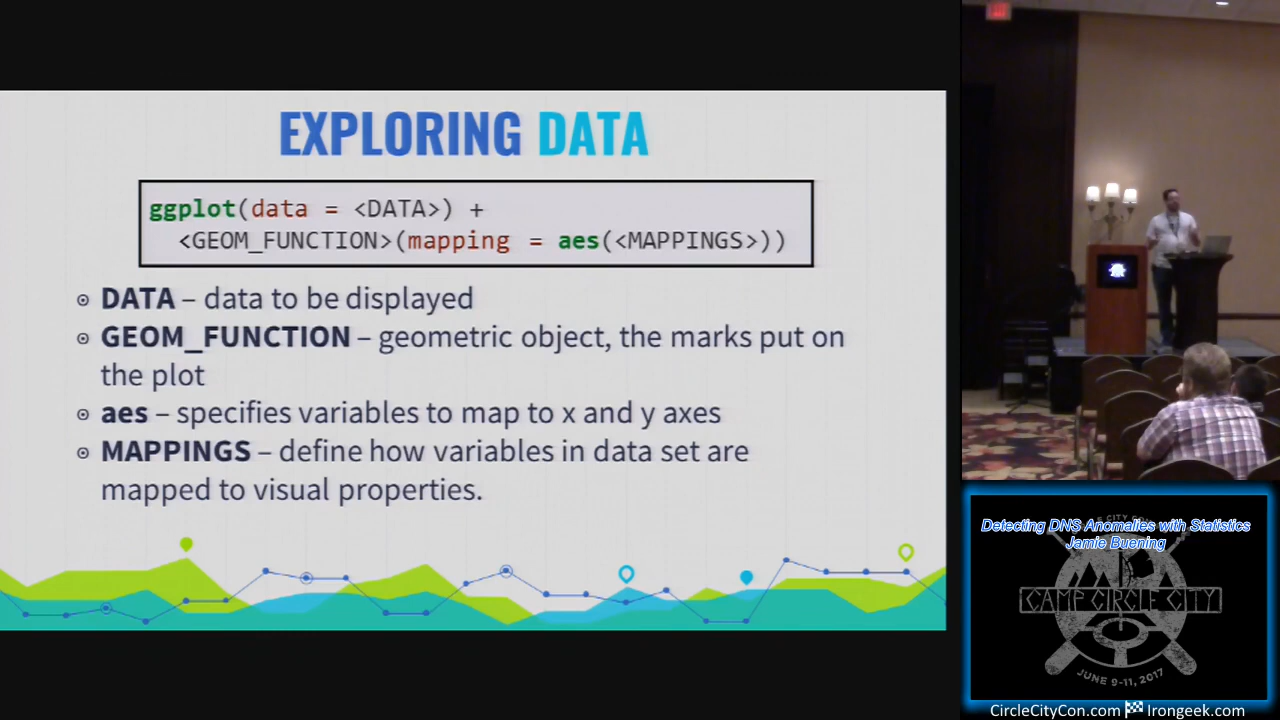 EXPLORING DATA
ggplot(data = <DATA>) +
<GEOM_FUNCTION>(mapping = aes(<MAPPINGS>))
DATA – data to be displayed
GEOM_FUNCTION – geometric object, the marks put on
the plot
aes – specifies variables to map to x and y axes
MAPPINGS – define how variables in data set are
mapped to visual properties.
Detecting DNS Anomalies with Statistics
Jamie Buening
CAMP CIRCLE CITY
JUNE 9-11, 2017
CircleCityCon.com Irongeek.com